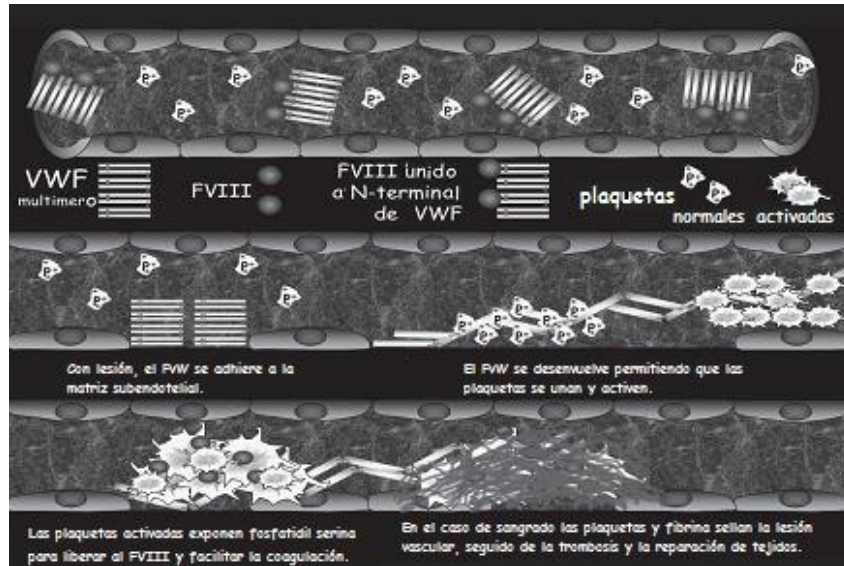 VWF
multimero
FVIII
FVIII unido
a N-terminal
de VWF
plaquetas
normales
activadas
Con lesión, el FVW se adhiere a la
matriz subendotelial.
El FVW se desenvuelve permitiendo que las
plaquetas se unan y activen.
Las plaquetas activadas exponen fosfatidil serina
para liberar al FVIII y facilitar la coagulación.
En el caso de sangrado las plaquetas y fibrina sellan la lesión
vascular, seguido de la trombosis y la reparación de tejidos.